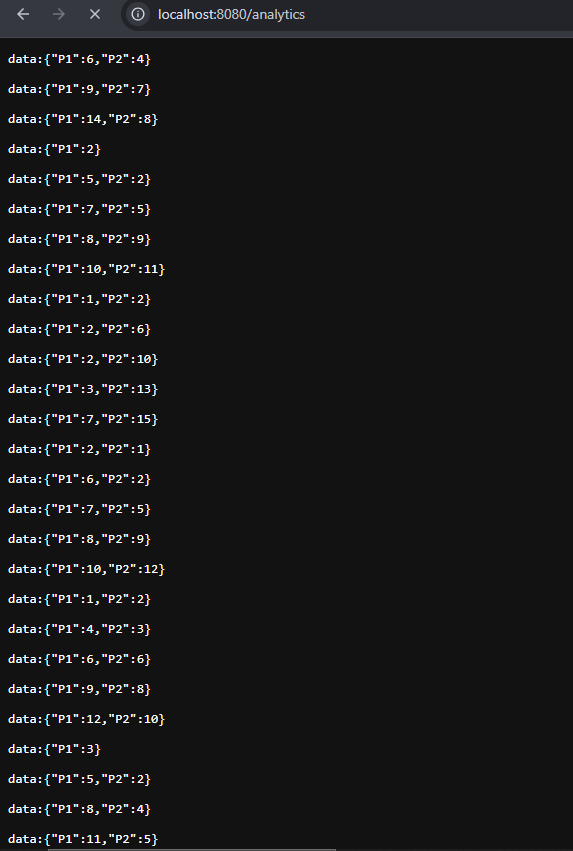 localhost:8080/analytics
data:{"P1":6,"P2":4}
data:{"P1":9,"P2":7}
data:{"P1":14,"P2":8}
data:{"P1":2}
data:{"P1":5,"P2":2}
data:{"P1":7,"P2":5}
data:{"P1":8,"P2":9}
data:{"P1":10,"P2":11}
data:{"P1":1,"P2":2}
data:{"P1":2,"P2":6}
data:{"P1":2,"P2":10}
data:{"P1":3,"P2":13}
data:{"P1":7,"P2":15}
data:{"P1":2,"P2":1}
data:{"P1":6,"P2":2}
data:{"P1":7,"P2":5}
data:{"P1":8,"P2":9}
data:{"P1":10,"P2":12}
data:{"P1":1,"P2":2}
data:{"P1":4,"P2":3}
data:{"P1":6,"P2":6}
data:{"P1":9,"P2":8}
data:{"P1":12,"P2":10}
data:{"P1":3}
data:{"P1":5,"P2":2}
data:{"P1":8,"P2":4}
data:{"P1":11,"P2":5}